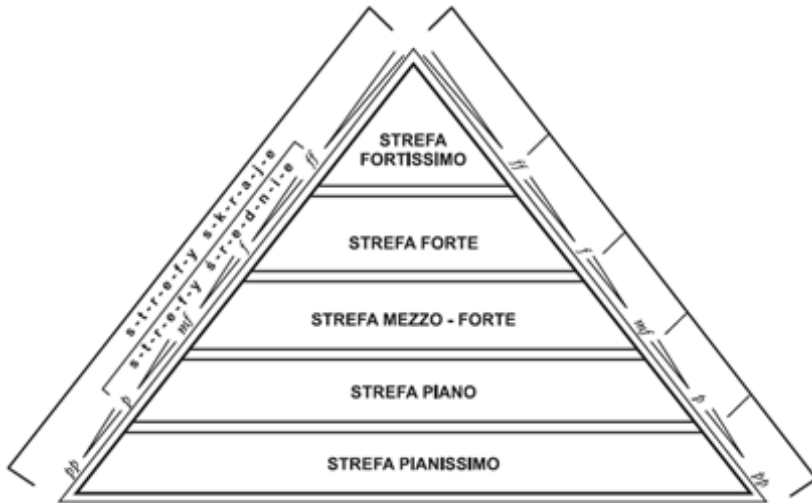 STREFA
FORTISSIMO
STREFA FORTE
STREFA MEZZO - FORTE
STREFA PIANO
STREFA PIANISSIMO
s-t-r-e-f-y s-k-r-a-j-e
s-t-r-e-f-y ś-r-e-d-n-i-e
ff
f
mf
p
pp
ff
f
mf
p
pp